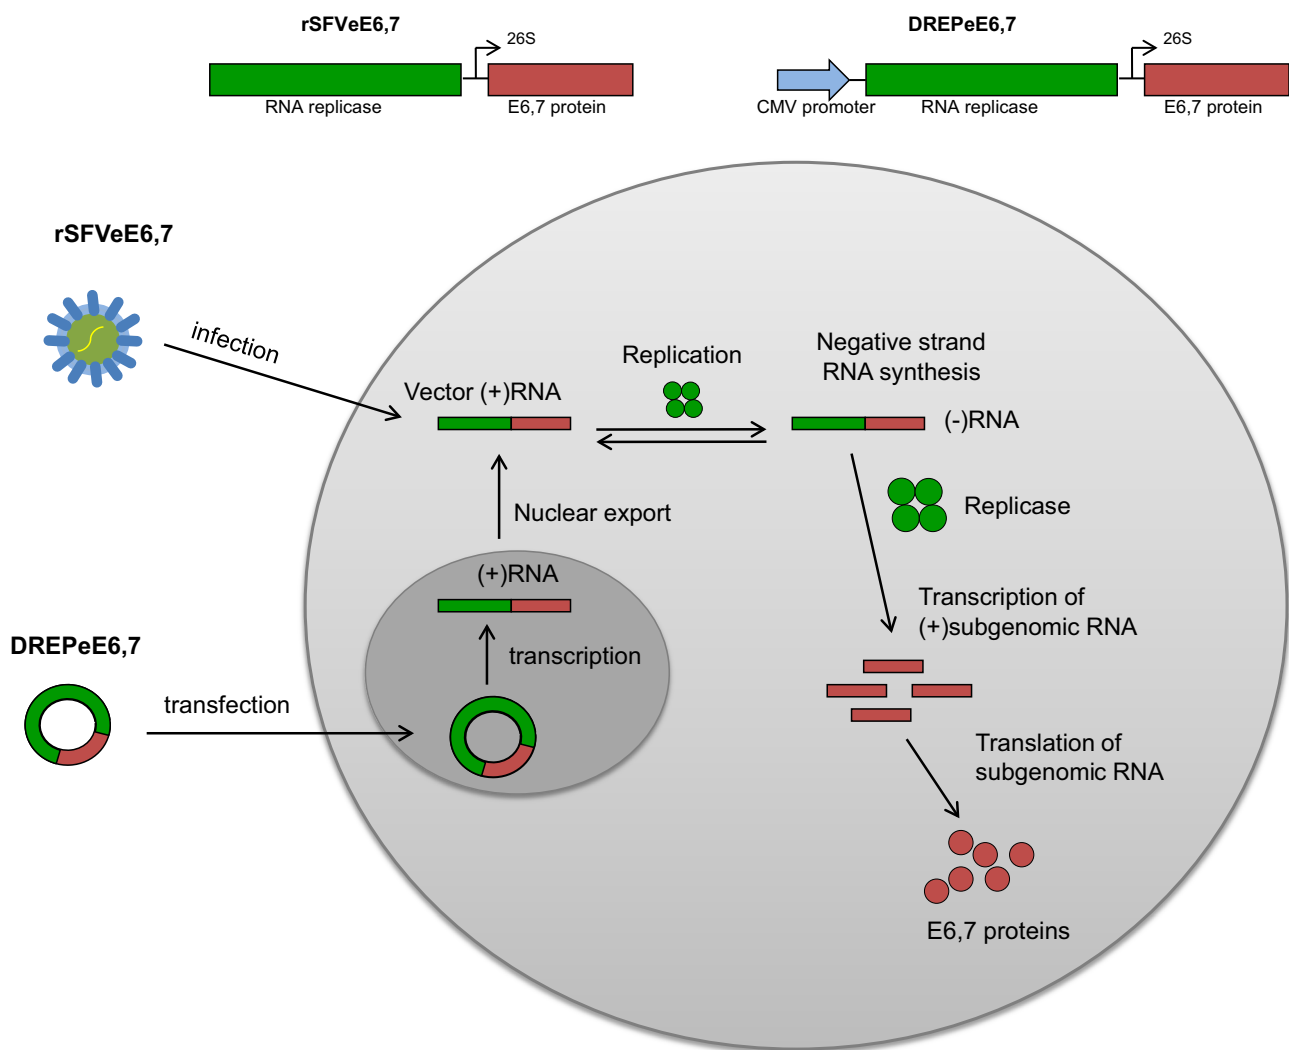 rSFVeE6,7
26S
RNA replicase
E6,7 protein
DREPeE6,7
26S
CMV promoter
RNA replicase
E6,7 protein
rSFVeE6,7
infection
Vector (+)RNA
Replication
Negative strand
RNA synthesis
(-)RNA
Replicase
Nuclear export
(+)RNA
transcription
DREPeE6,7
transfection
Transcription of
(+)subgenomic RNA
Translation of
subgenomic RNA
E6,7 proteins